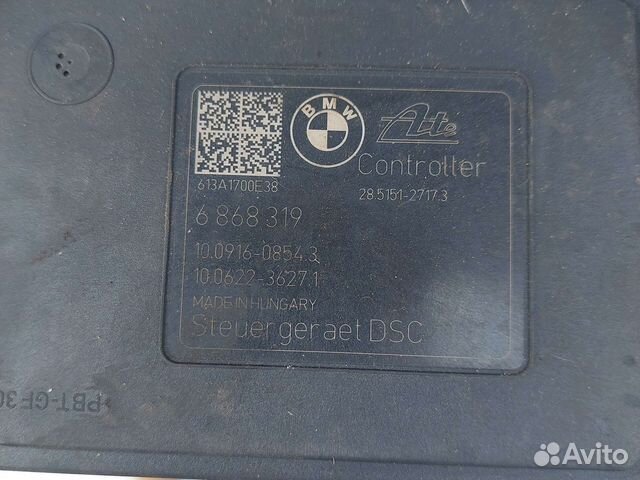 BMW
Ate
Controller
613A1700E38
28.5151-2717.3
6 868 319
10.0916-0854.3
10.0622-3627.1
MADE IN HUNGARY
Steuergeraet DSC
PBT-GF30
Avito